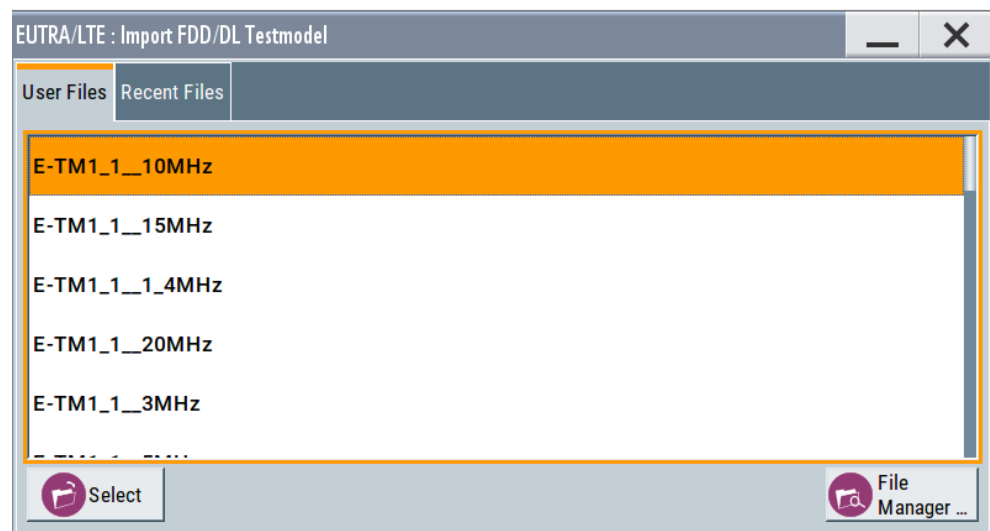 EUTRA/LTE : Import FDD/DL Testmodel
User Files Recent Files
E-TM1_1__10MHz
E-TM1_1__15MHz
E-TM1_1__1_4MHz
E-TM1_1__20MHz
E-TM1_1__3MHz
Select
File
Manager ...